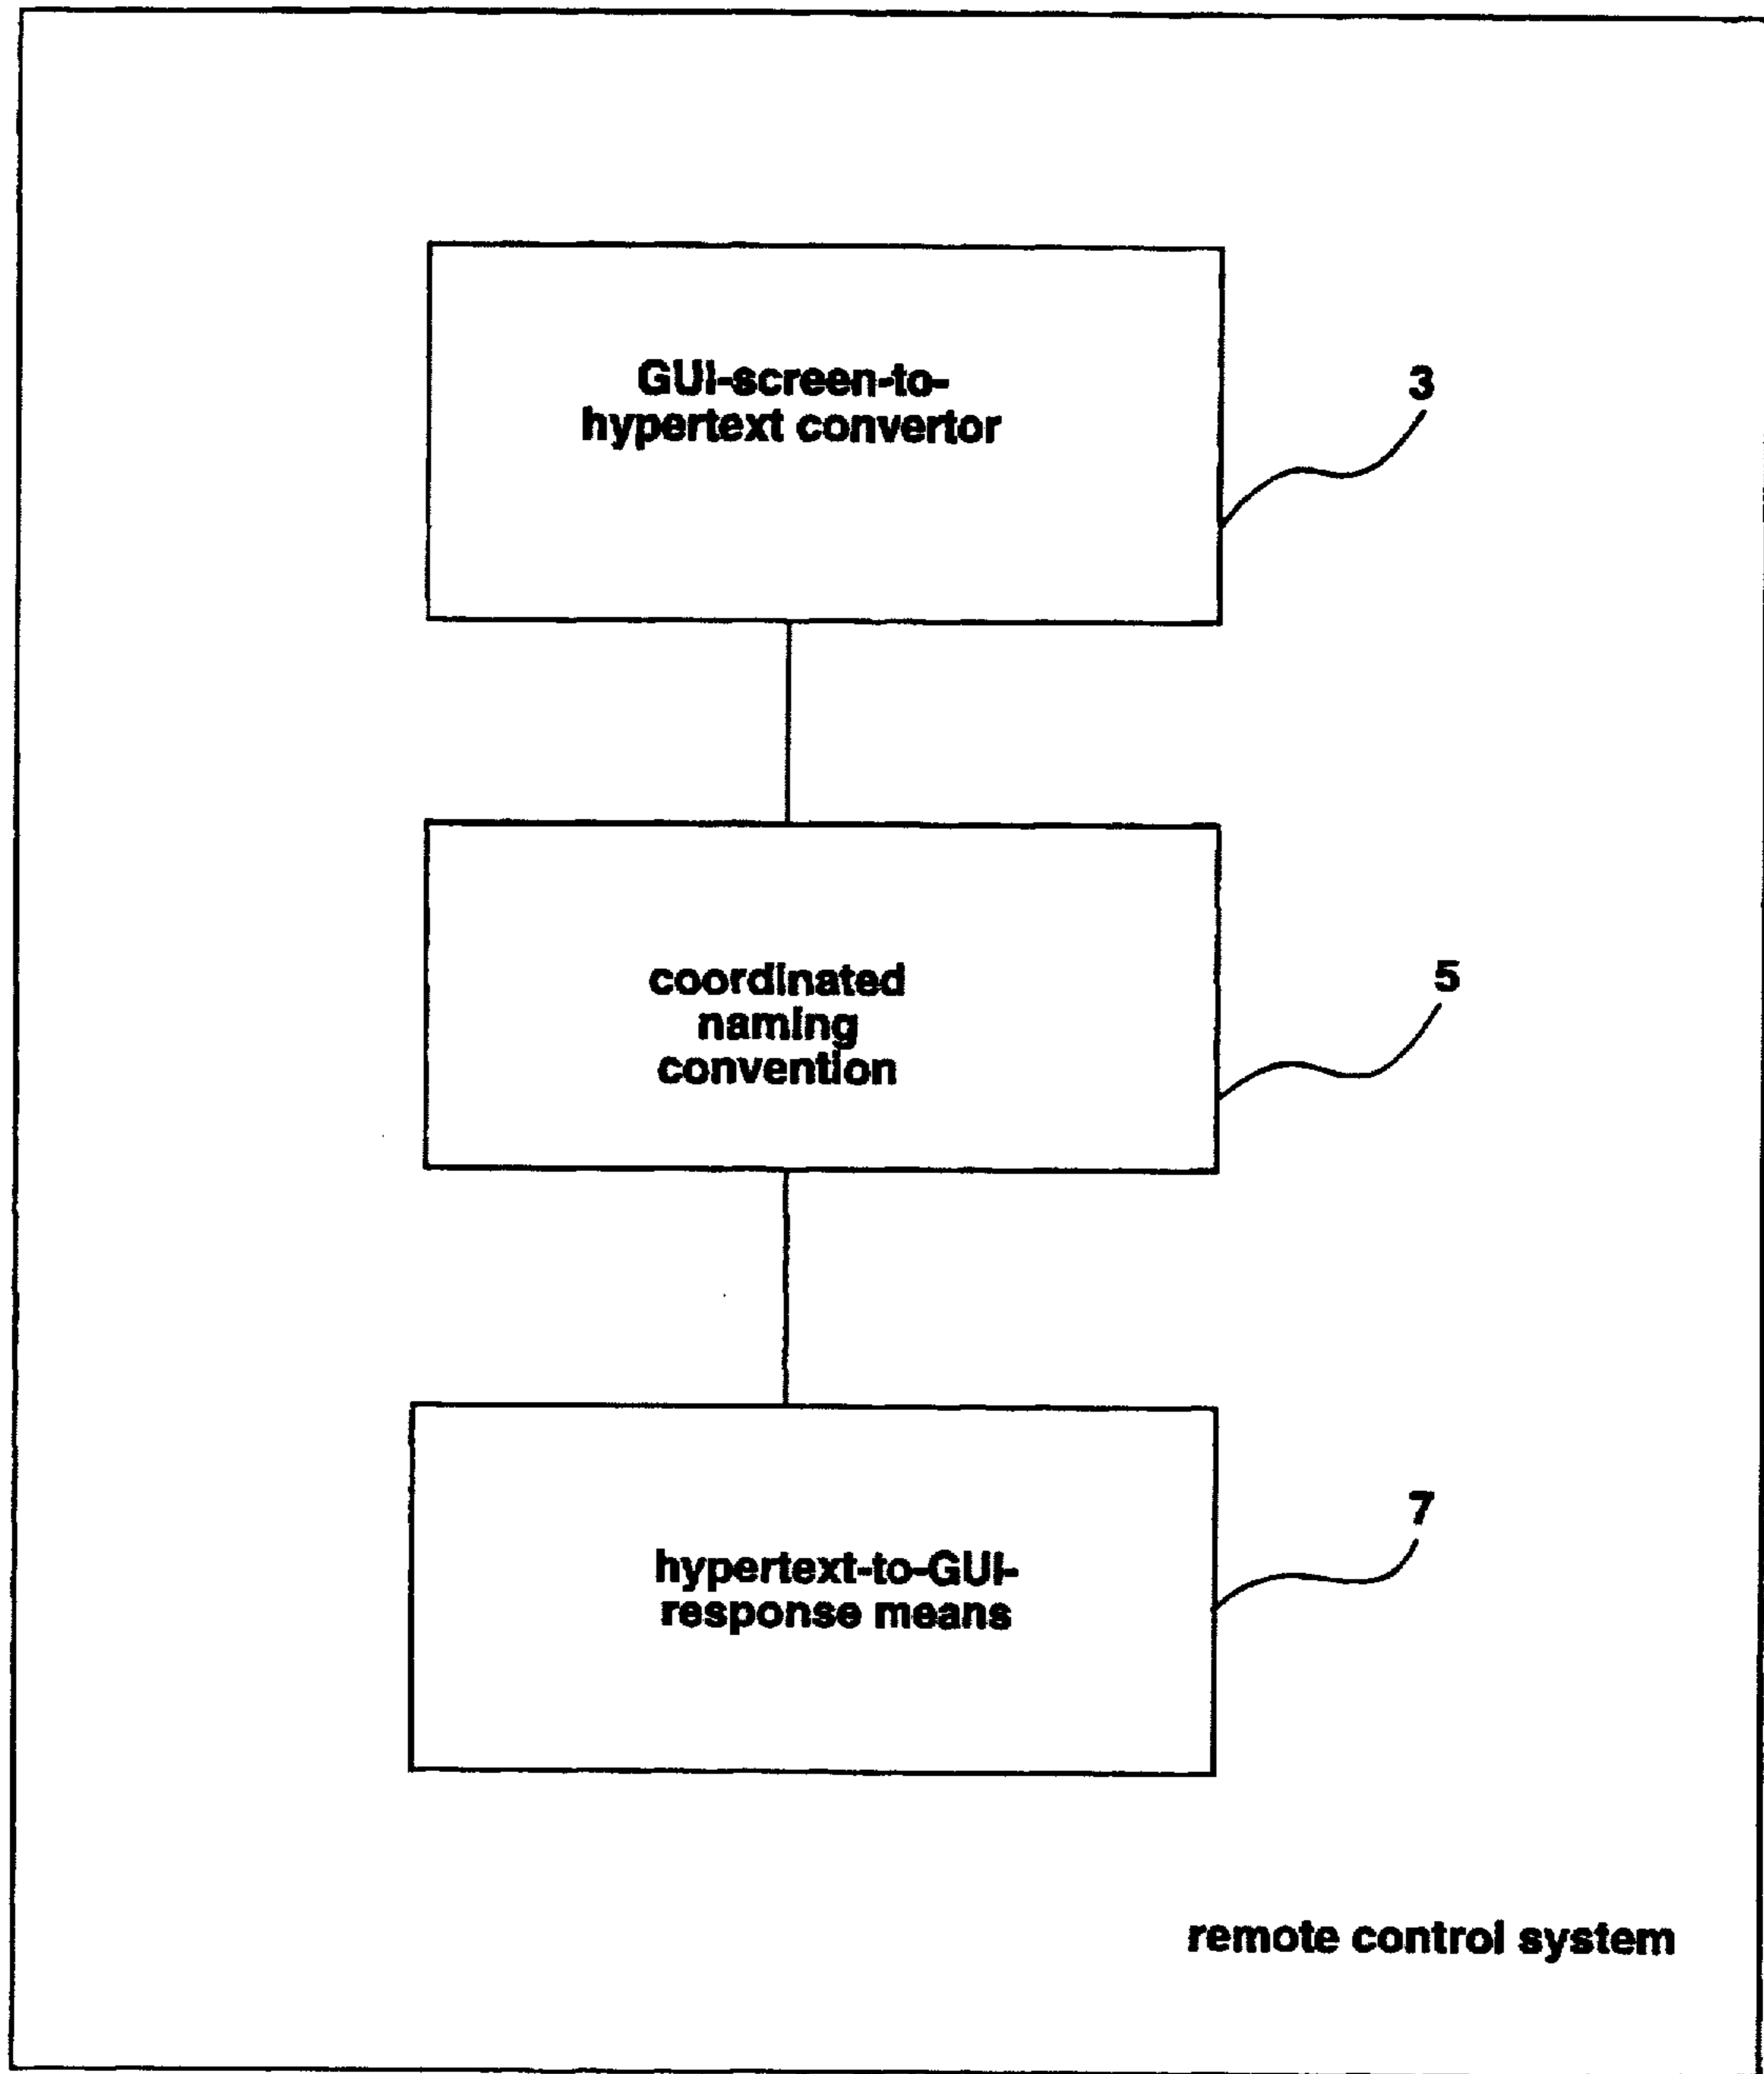 GUI-screen-to-
hypertext convertor
3
coordinated
naming
convention
5
hypertext-to-GUI-
response means
7
remote control system